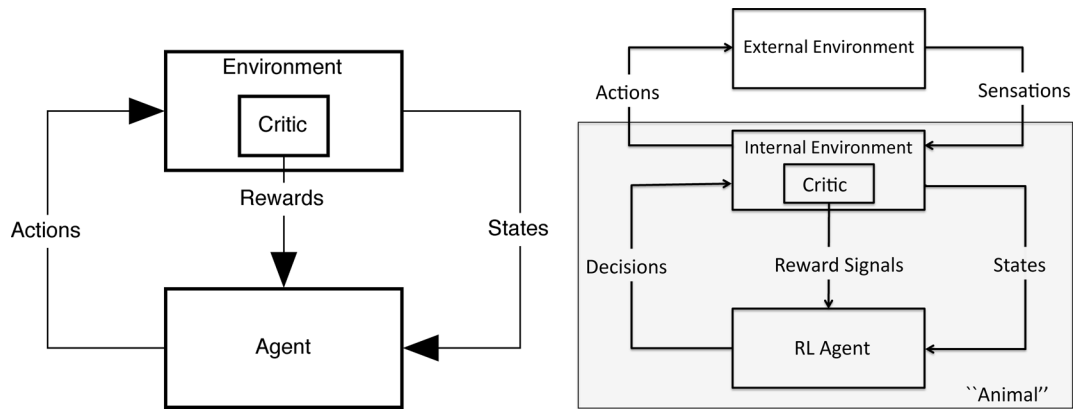 Environment
Critic
Rewards
Actions
States
Agent
External Environment
Actions
Sensations
Internal Environment
Critic
Decisions
Reward Signals
States
RL Agent
``Animal''